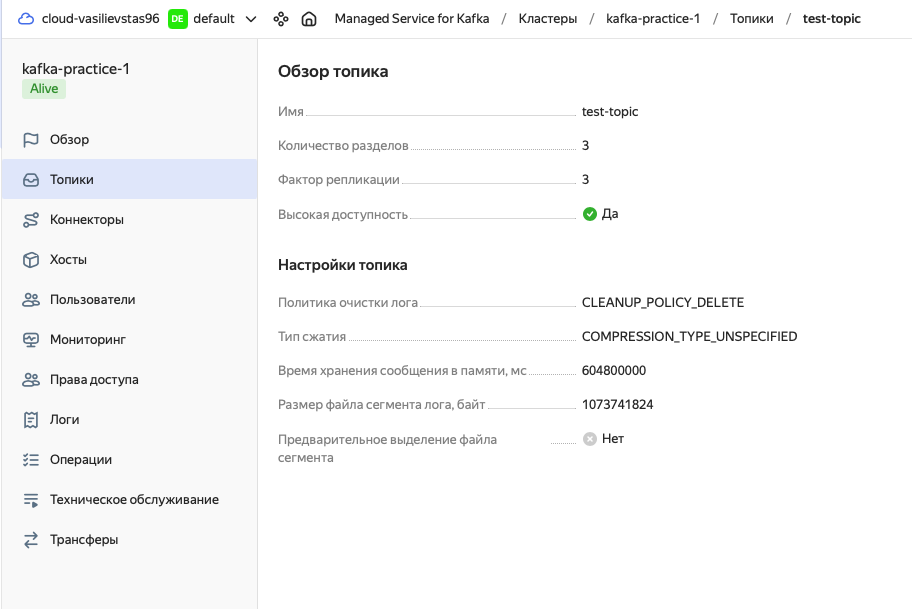 cloud-vasilievstas96 DE default Managed Service for Kafka / Кластеры / kafka-practice-1 / Топики / test-topic
kafka-practice-1
Alive
Обзор
Топики
Коннекторы
Хосты
Пользователи
Мониторинг
Права доступа
Логи
Операции
Техническое обслуживание
Трансферы
Обзор топика
Имя test-topic
Количество разделов 3
Фактор репликации 3
Высокая доступность Да
Настройки топика
Политика очистки лога CLEANUP_POLICY_DELETE
Тип сжатия COMPRESSION_TYPE_UNSPECIFIED
Время хранения сообщения в памяти, мс 604800000
Размер файла сегмента лога, байт 1073741824
Предварительное выделение файла Нет
сегмента